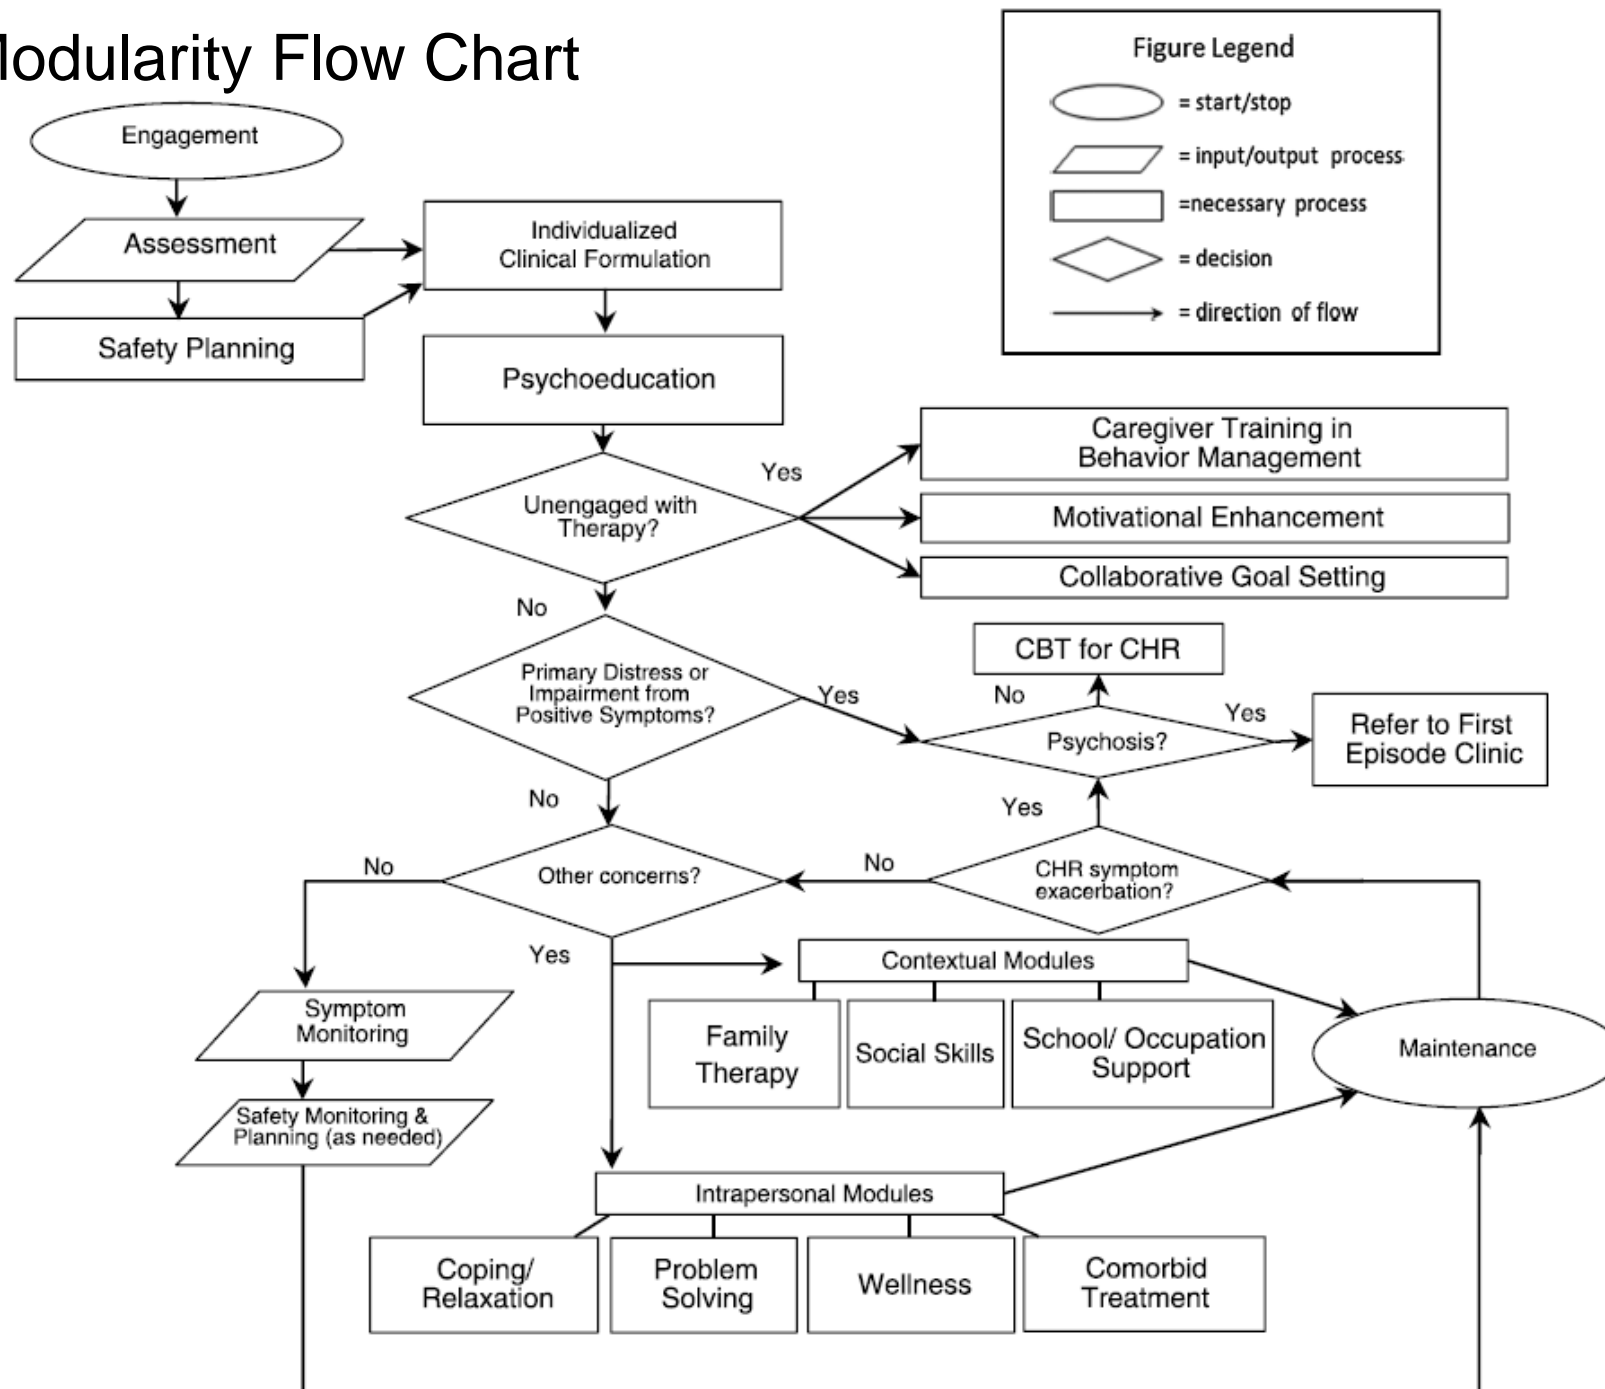 Modularity Flow Chart
Figure Legend
= start/stop
= input/output process
=necessary process
= decision
= direction of flow
Engagement
Assessment
Individualized
Clinical Formulation
Safety Planning
Psychoeducation
Unengaged with
Therapy?
Yes
Caregiver Training in
Behavior Management
Motivational Enhancement
Collaborative Goal Setting
No
Primary Distress or
Impairment from
Positive Symptoms?
Yes
CBT for CHR
No
Psychosis?
Yes
Refer to First
Episode Clinic
No
Yes
Other concerns?
No
No
CHR symptom
exacerbation?
Yes
Contextual Modules
Family
Therapy
Social Skills
School/ Occupation
Support
Maintenance
Symptom
Monitoring
Safety Monitoring &
Planning (as needed)
Intrapersonal Modules
Coping/
Relaxation
Problem
Solving
Wellness
Comorbid
Treatment